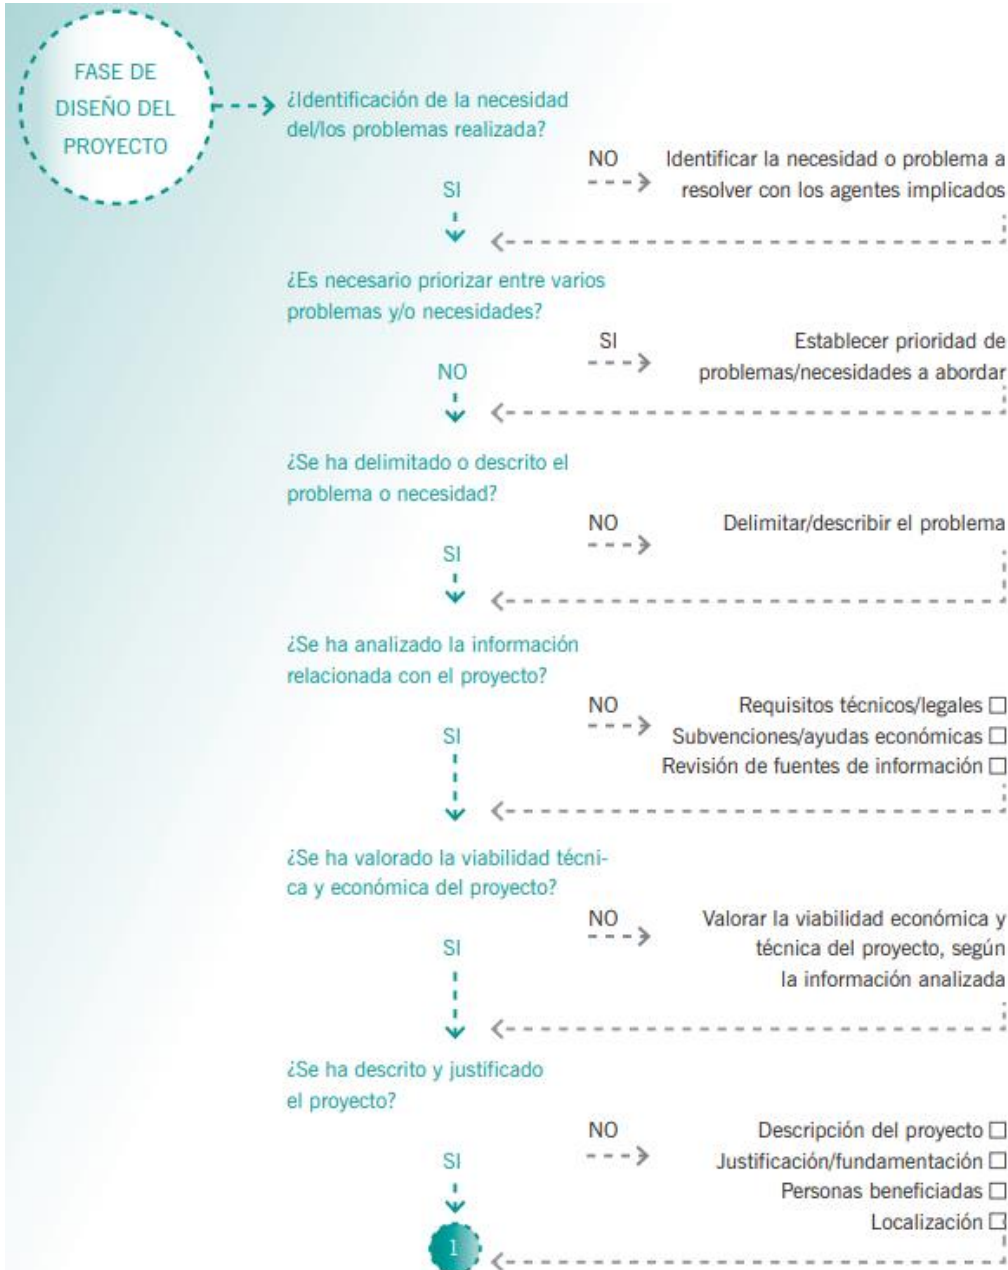 FASE DE
DISEÑO DEL
PROYECTO
¿Identificación de la necesidad
del/los problemas realizada?
NO
Identificar la necesidad o problema a
resolver con los agentes implicados
SI
¿Es necesario priorizar entre varios
problemas y/o necesidades?
SI
Establecer prioridad de
problemas/necesidades a abordar
NO
¿Se ha delimitado o descrito el
problema o necesidad?
NO
Delimitar/describir el problema
SI
¿Se ha analizado la información
relacionada con el proyecto?
NO
Requisitos técnicos/legales
Subvenciones/ayudas económicas
Revisión de fuentes de información
SI
¿Se ha valorado la viabilidad técni-
ca y económica del proyecto?
NO
Valorar la viabilidad económica y
técnica del proyecto, según
la información analizada
SI
¿Se ha descrito y justificado
el proyecto?
NO
Descripción del proyecto
Justificación/fundamentación
Personas beneficiadas
Localización
SI
1